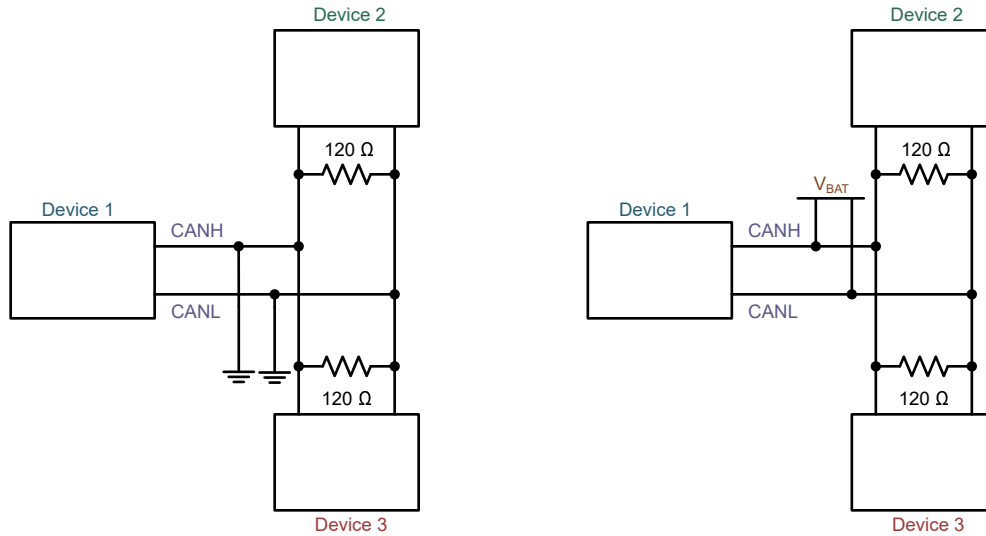 Device 2
120 Ω
Device 1
CANH
CANL
120 Ω
Device 3
Device 2
120 Ω
V_BAT
Device 1
CANH
CANL
120 Ω
Device 3